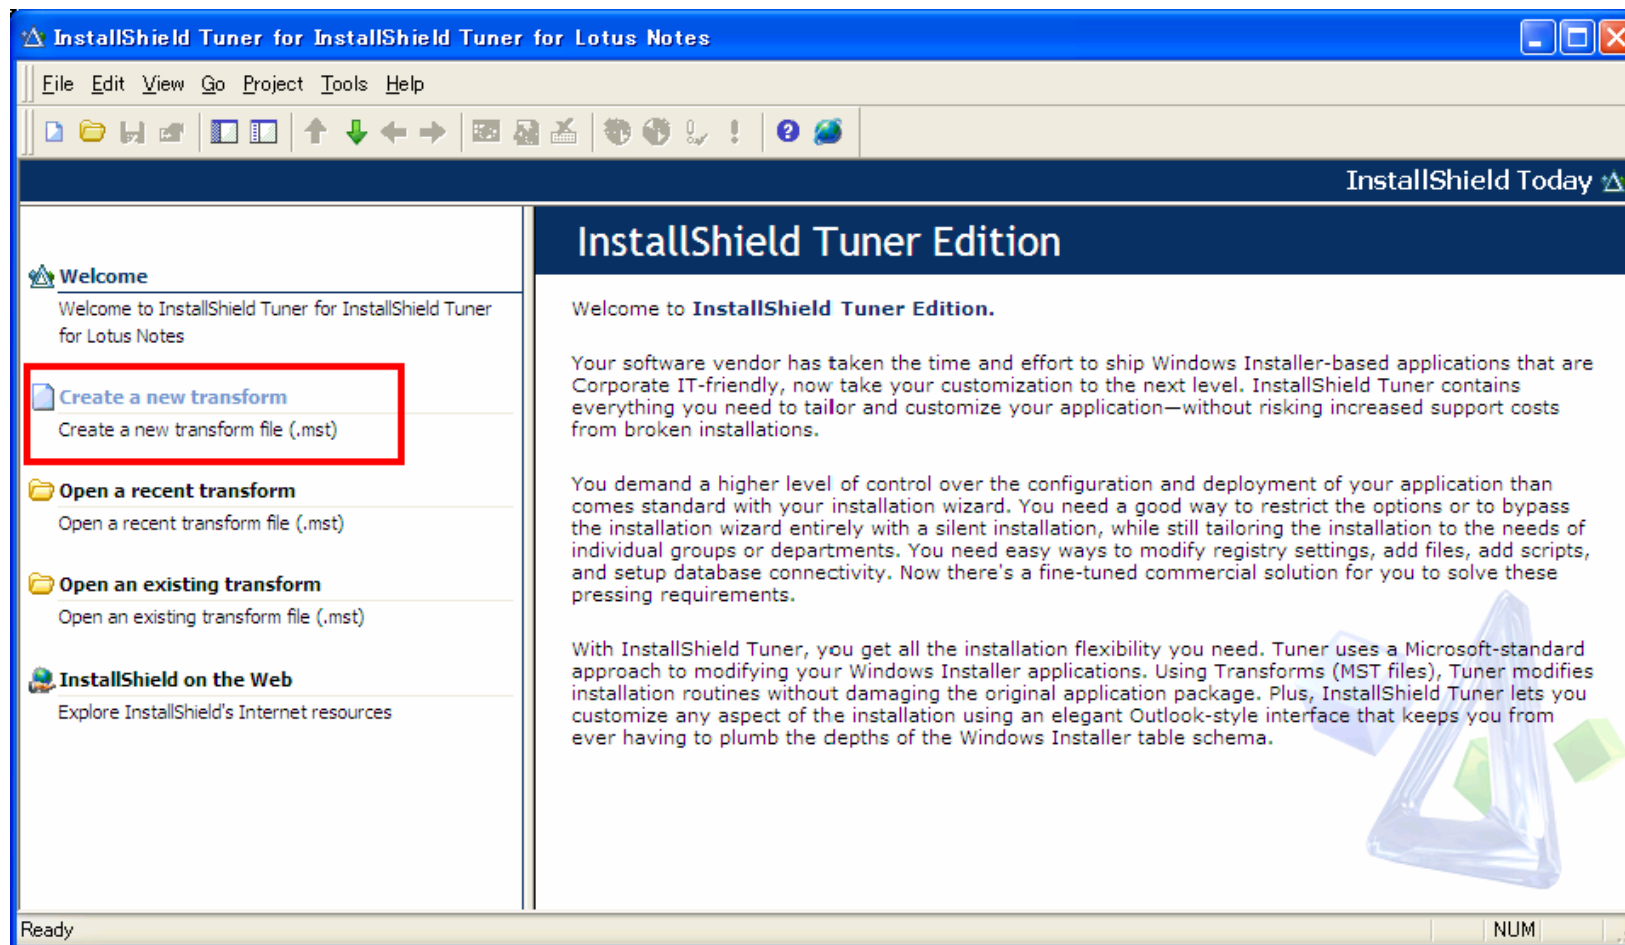 InstallShield Tuner for InstallShield Tuner for Lotus Notes
File Edit View Go Project Tools Help
InstallShield Today
Welcome
Welcome to InstallShield Tuner for InstallShield Tuner
for Lotus Notes
Create a new transform
Create a new transform file (.mst)
Open a recent transform
Open a recent transform file (.mst)
Open an existing transform
Open an existing transform file (.mst)
InstallShield on the Web
Explore InstallShield's Internet resources
InstallShield Tuner Edition
Welcome to InstallShield Tuner Edition.
Your software vendor has taken the time and effort to ship Windows Installer-based applications that are
Corporate IT-friendly, now take your customization to the next level. InstallShield Tuner contains
everything you need to tailor and customize your application—without risking increased support costs
from broken installations.
You demand a higher level of control over the configuration and deployment of your application than
comes standard with your installation wizard. You need a good way to restrict the options or to bypass
the installation wizard entirely with a silent installation, while still tailoring the installation to the needs of
individual groups or departments. You need easy ways to modify registry settings, add files, add scripts,
and setup database connectivity. Now there's a fine-tuned commercial solution for you to solve these
pressing requirements.
With InstallShield Tuner, you get all the installation flexibility you need. Tuner uses a Microsoft-standard
approach to modifying your Windows Installer applications. Using Transforms (MST files), Tuner modifies
installation routines without damaging the original application package. Plus, InstallShield Tuner lets you
customize any aspect of the installation using an elegant Outlook-style interface that keeps you from
ever having to plumb the depths of the Windows Installer table schema.
Ready
NUM